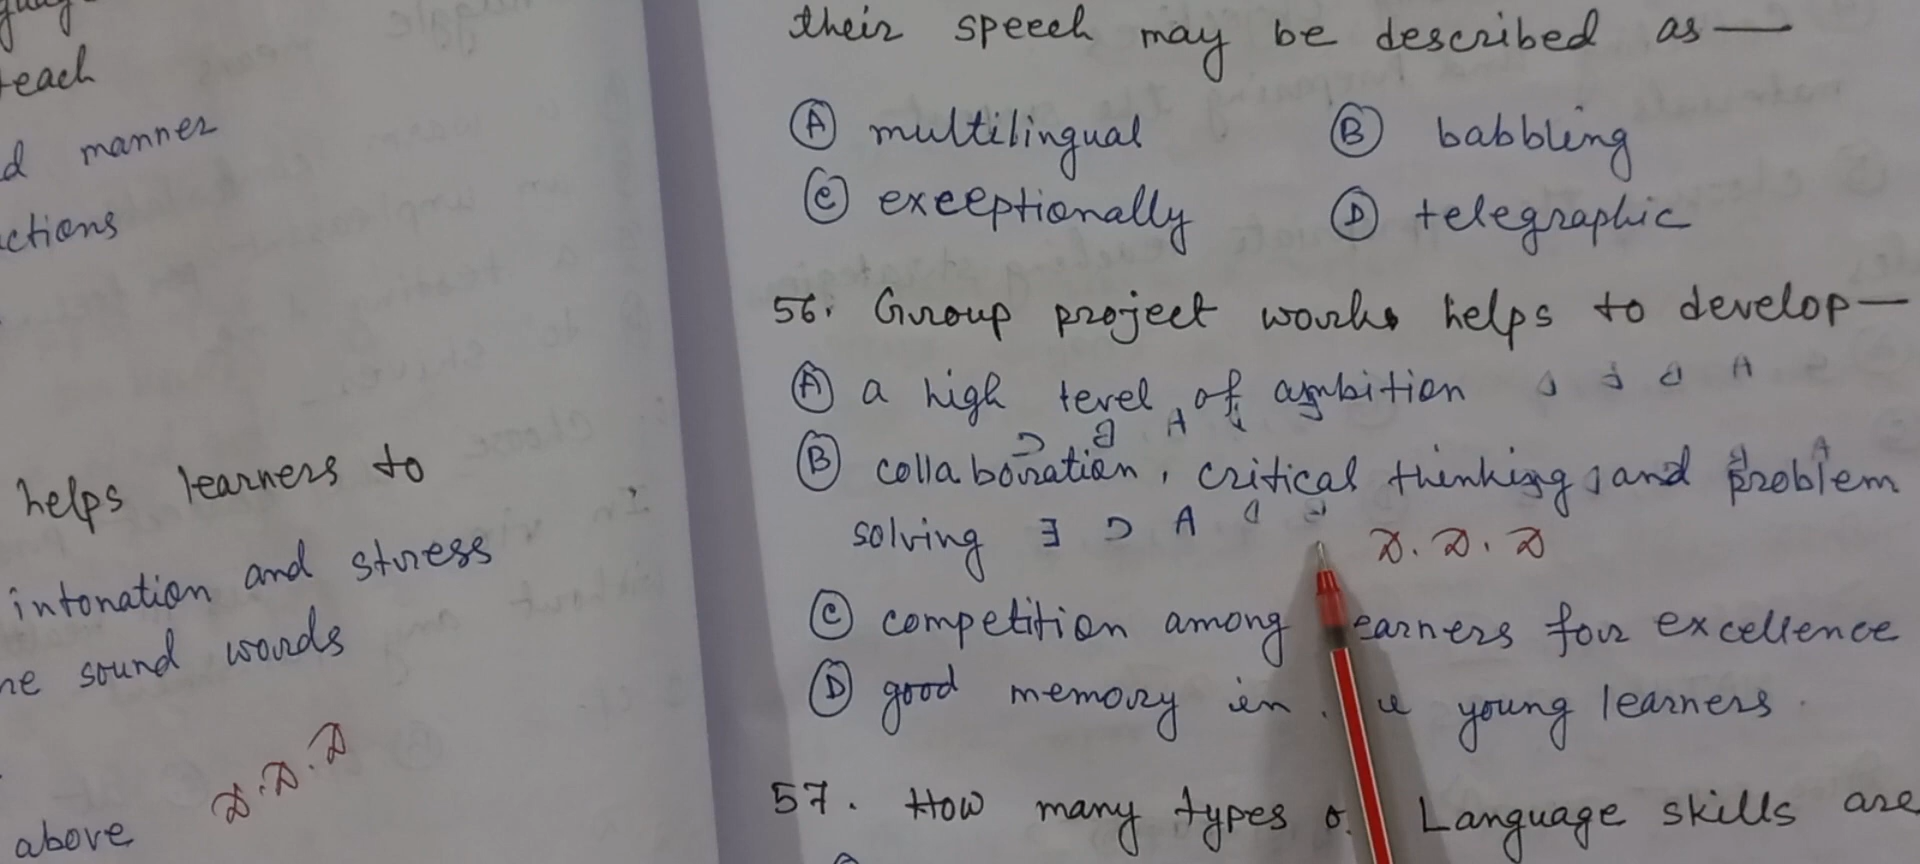 teach
d manner
ctions
helps learners to
intonation and stress
ne sound words
D.D.D
above
their speech may be described as —
(A) multilingual (B) babbling
(C) exceptionally (D) telegraphic
56. Group project works helps to develop —
(A) a high level of ambition
(B) collaboration, critical thinking, and problem
solving D.D.D
(C) competition among learners for excellence
(D) good memory in young learners.
57. How many types o. Language skills are